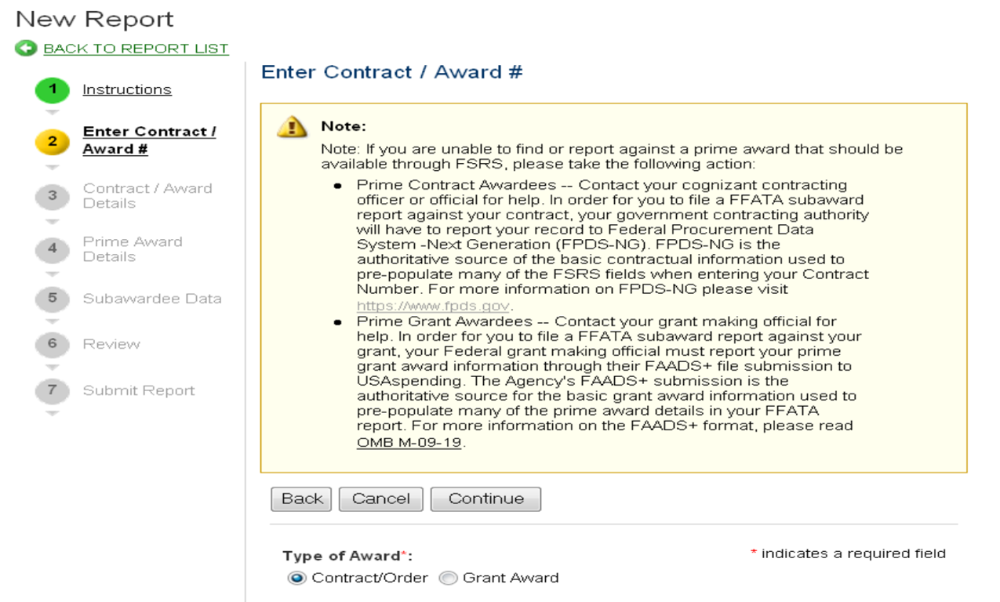 New Report
BACK TO REPORT LIST
1 Instructions
2 Enter Contract /
Award #
3 Contract / Award
Details
4 Prime Award
Details
5 Subawardee Data
6 Review
7 Submit Report
Enter Contract / Award #
Note:
Note: If you are unable to find or report against a prime award that should be
available through FSRS, please take the following action:
• Prime Contract Awardees -- Contact your cognizant contracting
officer or official for help. In order for you to file a FFATA subaward
report against your contract, your government contracting authority
will have to report your record to Federal Procurement Data
System -Next Generation (FPDS-NG). FPDS-NG is the
authoritative source of the basic contractual information used to
pre-populate many of the FSRS fields when entering your Contract
Number. For more information on FPDS-NG please visit
https://www.fpds.gov.
• Prime Grant Awardees -- Contact your grant making official for
help. In order for you to file a FFATA subaward report against your
grant, your Federal grant making official must report your prime
grant award information through their FAADS+ file submission to
USAspending. The Agency's FAADS+ submission is the
authoritative source for the basic grant award information used to
pre-populate many of the prime award details in your FFATA
report. For more information on the FAADS+ format, please read
OMB M-09-19.
Back Cancel Continue
Type of Award*:
* indicates a required field
Contract/Order Grant Award